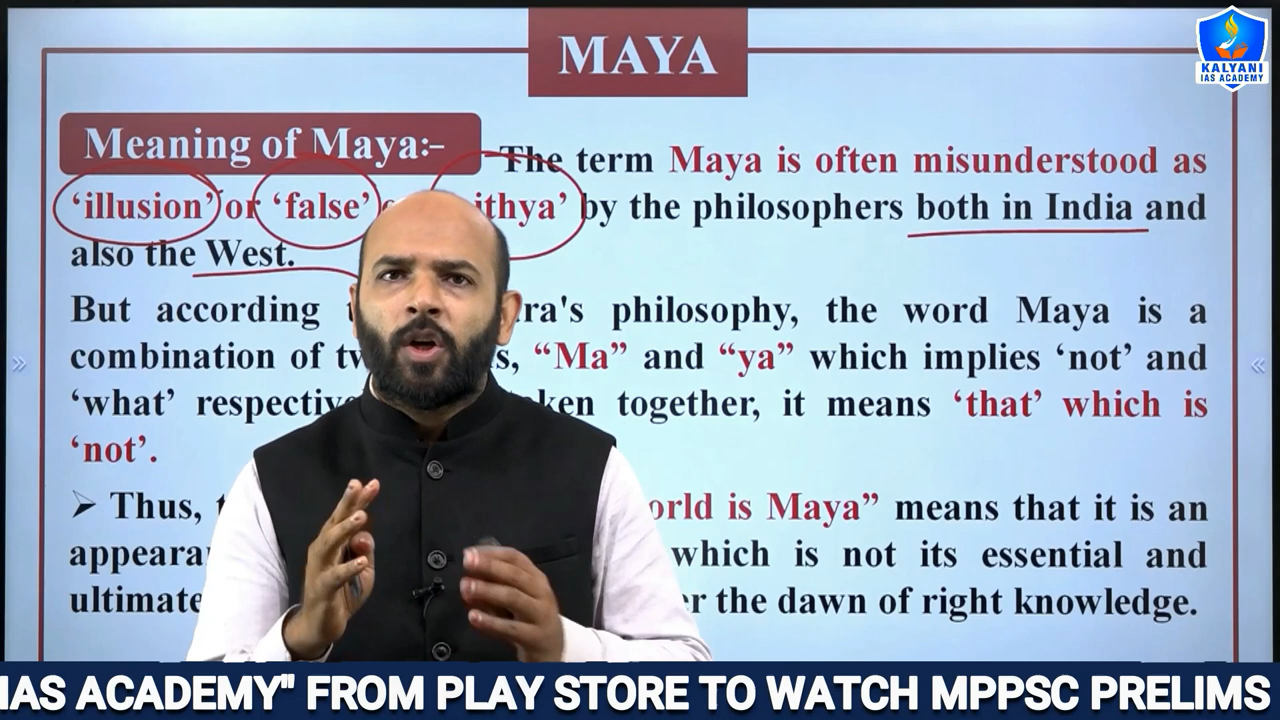 MAYA
KALYANI
IAS ACADEMY
Meaning of Maya:-
The term Maya is often misunderstood as
‘illusion’ or ‘false’ ithya’ by the philosophers both in India and
also the West.
But according ra's philosophy, the word Maya is a
combination of “Ma” and “ya” which implies ‘not’ and
‘what’ together, it means ‘that’ which is
‘not’.
➢ Thus, orld is Maya” means that it is an
which is not its essential and
ultimate the dawn of right knowledge.
IAS ACADEMY" FROM PLAY STORE TO WATCH MPPSC PRELIMS